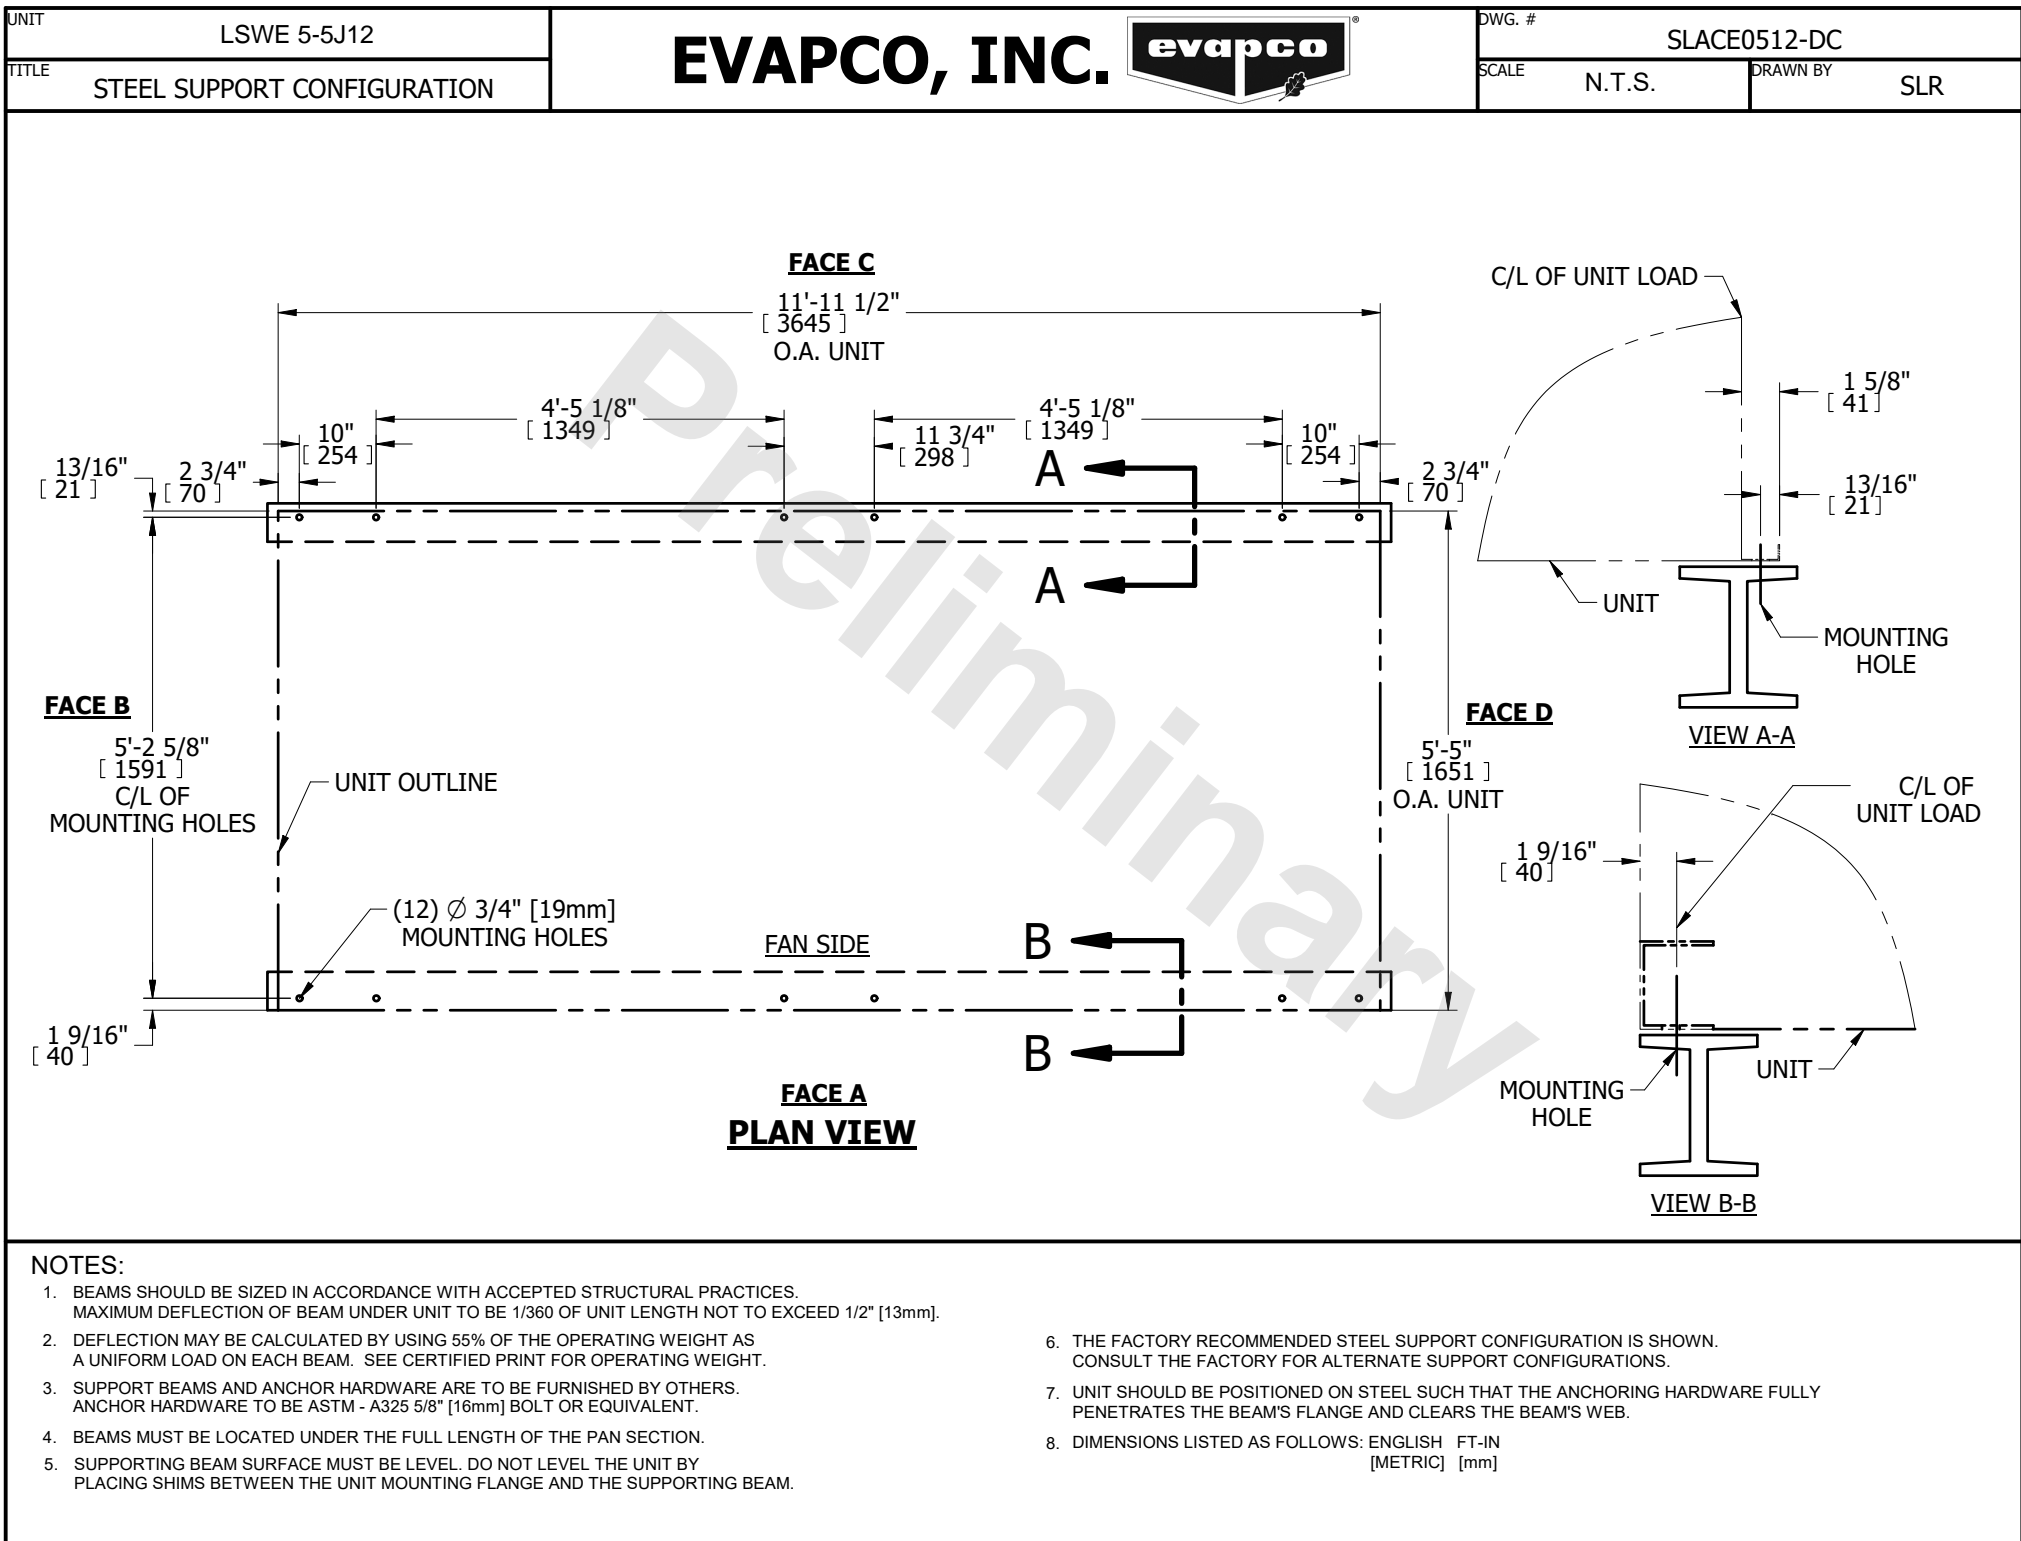 UNIT
LSWE 5-5J12
TITLE
STEEL SUPPORT CONFIGURATION
EVAPCO, INC.
evapco
®
DWG. #
SLACE0512-DC
SCALE
N.T.S.
DRAWN BY
SLR
FACE C
11'-11 1/2"
[ 3645 ]
O.A. UNIT
4'-5 1/8"
[ 1349 ]
4'-5 1/8"
[ 1349 ]
10"
[ 254 ]
11 3/4"
[ 298 ]
10"
[ 254 ]
13/16"
[ 21 ]
2 3/4"
[ 70 ]
2 3/4"
[ 70 ]
A
A
FACE B
5'-2 5/8"
[ 1591 ]
C/L OF
MOUNTING HOLES
UNIT OUTLINE
FACE D
5'-5"
[ 1651 ]
O.A. UNIT
(12) Ø 3/4" [19mm]
MOUNTING HOLES
FAN SIDE
B
B
1 9/16"
[ 40 ]
FACE A
PLAN VIEW
Preliminary
C/L OF UNIT LOAD
1 5/8"
[ 41 ]
13/16"
[ 21 ]
UNIT
MOUNTING
HOLE
VIEW A-A
C/L OF
UNIT LOAD
1 9/16"
[ 40 ]
UNIT
MOUNTING
HOLE
VIEW B-B
NOTES:
1. BEAMS SHOULD BE SIZED IN ACCORDANCE WITH ACCEPTED STRUCTURAL PRACTICES.
MAXIMUM DEFLECTION OF BEAM UNDER UNIT TO BE 1/360 OF UNIT LENGTH NOT TO EXCEED 1/2" [13mm].
2. DEFLECTION MAY BE CALCULATED BY USING 55% OF THE OPERATING WEIGHT AS
A UNIFORM LOAD ON EACH BEAM. SEE CERTIFIED PRINT FOR OPERATING WEIGHT.
3. SUPPORT BEAMS AND ANCHOR HARDWARE ARE TO BE FURNISHED BY OTHERS.
ANCHOR HARDWARE TO BE ASTM - A325 5/8" [16mm] BOLT OR EQUIVALENT.
4. BEAMS MUST BE LOCATED UNDER THE FULL LENGTH OF THE PAN SECTION.
5. SUPPORTING BEAM SURFACE MUST BE LEVEL. DO NOT LEVEL THE UNIT BY
PLACING SHIMS BETWEEN THE UNIT MOUNTING FLANGE AND THE SUPPORTING BEAM.
6. THE FACTORY RECOMMENDED STEEL SUPPORT CONFIGURATION IS SHOWN.
CONSULT THE FACTORY FOR ALTERNATE SUPPORT CONFIGURATIONS.
7. UNIT SHOULD BE POSITIONED ON STEEL SUCH THAT THE ANCHORING HARDWARE FULLY
PENETRATES THE BEAM'S FLANGE AND CLEARS THE BEAM'S WEB.
8. DIMENSIONS LISTED AS FOLLOWS: ENGLISH FT-IN
[METRIC] [mm]